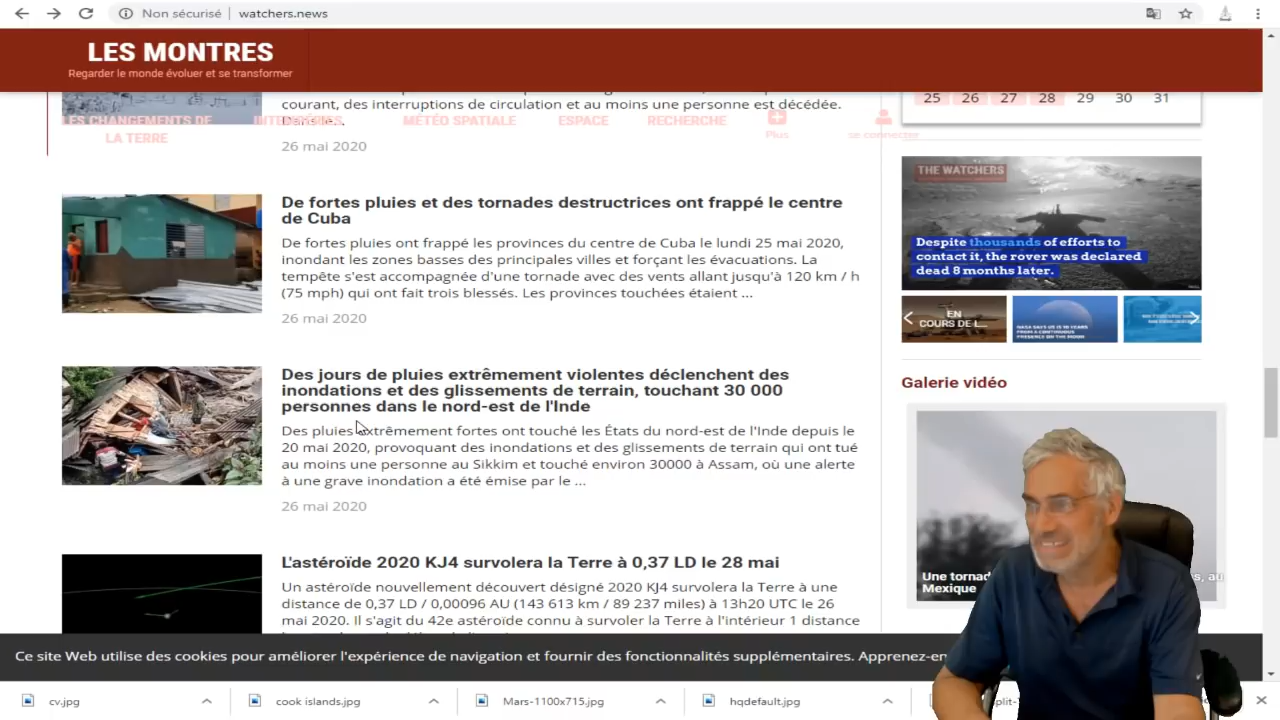 Non sécurisé | watchers.news
LES MONTRES
Regarder le monde évoluer et se transformer
LES CHANGEMENTS DE
LA TERRE
MÉTÉO SPATIALE
ESPACE
RECHERCHE
Plus
se connecter
courant, des interruptions de circulation et au moins une personne est décédée.
Dans le...
26 mai 2020
De fortes pluies et des tornades destructrices ont frappé le centre
de Cuba
De fortes pluies ont frappé les provinces du centre de Cuba le lundi 25 mai 2020,
inondant les zones basses des principales villes et forçant les évacuations. La
tempête s'est accompagnée d'une tornade avec des vents allant jusqu'à 120 km / h
(75 mph) qui ont fait trois blessés. Les provinces touchées étaient ...
26 mai 2020
Des jours de pluies extrêmement violentes déclenchent des
inondations et des glissements de terrain, touchant 30 000
personnes dans le nord-est de l'Inde
Des pluies extrêmement fortes ont touché les États du nord-est de l'Inde depuis le
20 mai 2020, provoquant des inondations et des glissements de terrain qui ont tué
au moins une personne au Sikkim et touché environ 30000 à Assam, où une alerte
à une grave inondation a été émise par le ...
26 mai 2020
L'astéroïde 2020 KJ4 survolera la Terre à 0,37 LD le 28 mai
Un astéroïde nouvellement découvert désigné 2020 KJ4 survolera la Terre à une
distance de 0,37 LD / 0,00096 AU (143 613 km / 89 237 miles) à 13h20 UTC le 26
mai 2020. Il s'agit du 42e astéroïde connu à survoler la Terre à l'intérieur 1 distance
25 26 27 28 29 30 31
THE WATCHERS
Despite thousands of efforts to
contact it, the rover was declared
dead 8 months later.
EN
COURS DE L...
NASA SAYS US IS 10 YEARS
FROM A CONTINUOUS
PRESENCE ON THE MOON
Galerie vidéo
Une tornad
s, au
Mexique
Ce site Web utilise des cookies pour améliorer l'expérience de navigation et fournir des fonctionnalités supplémentaires. Apprenez-en
cv.jpg
cook islands.jpg
Mars-1100x715.jpg
hqdefault.jpg